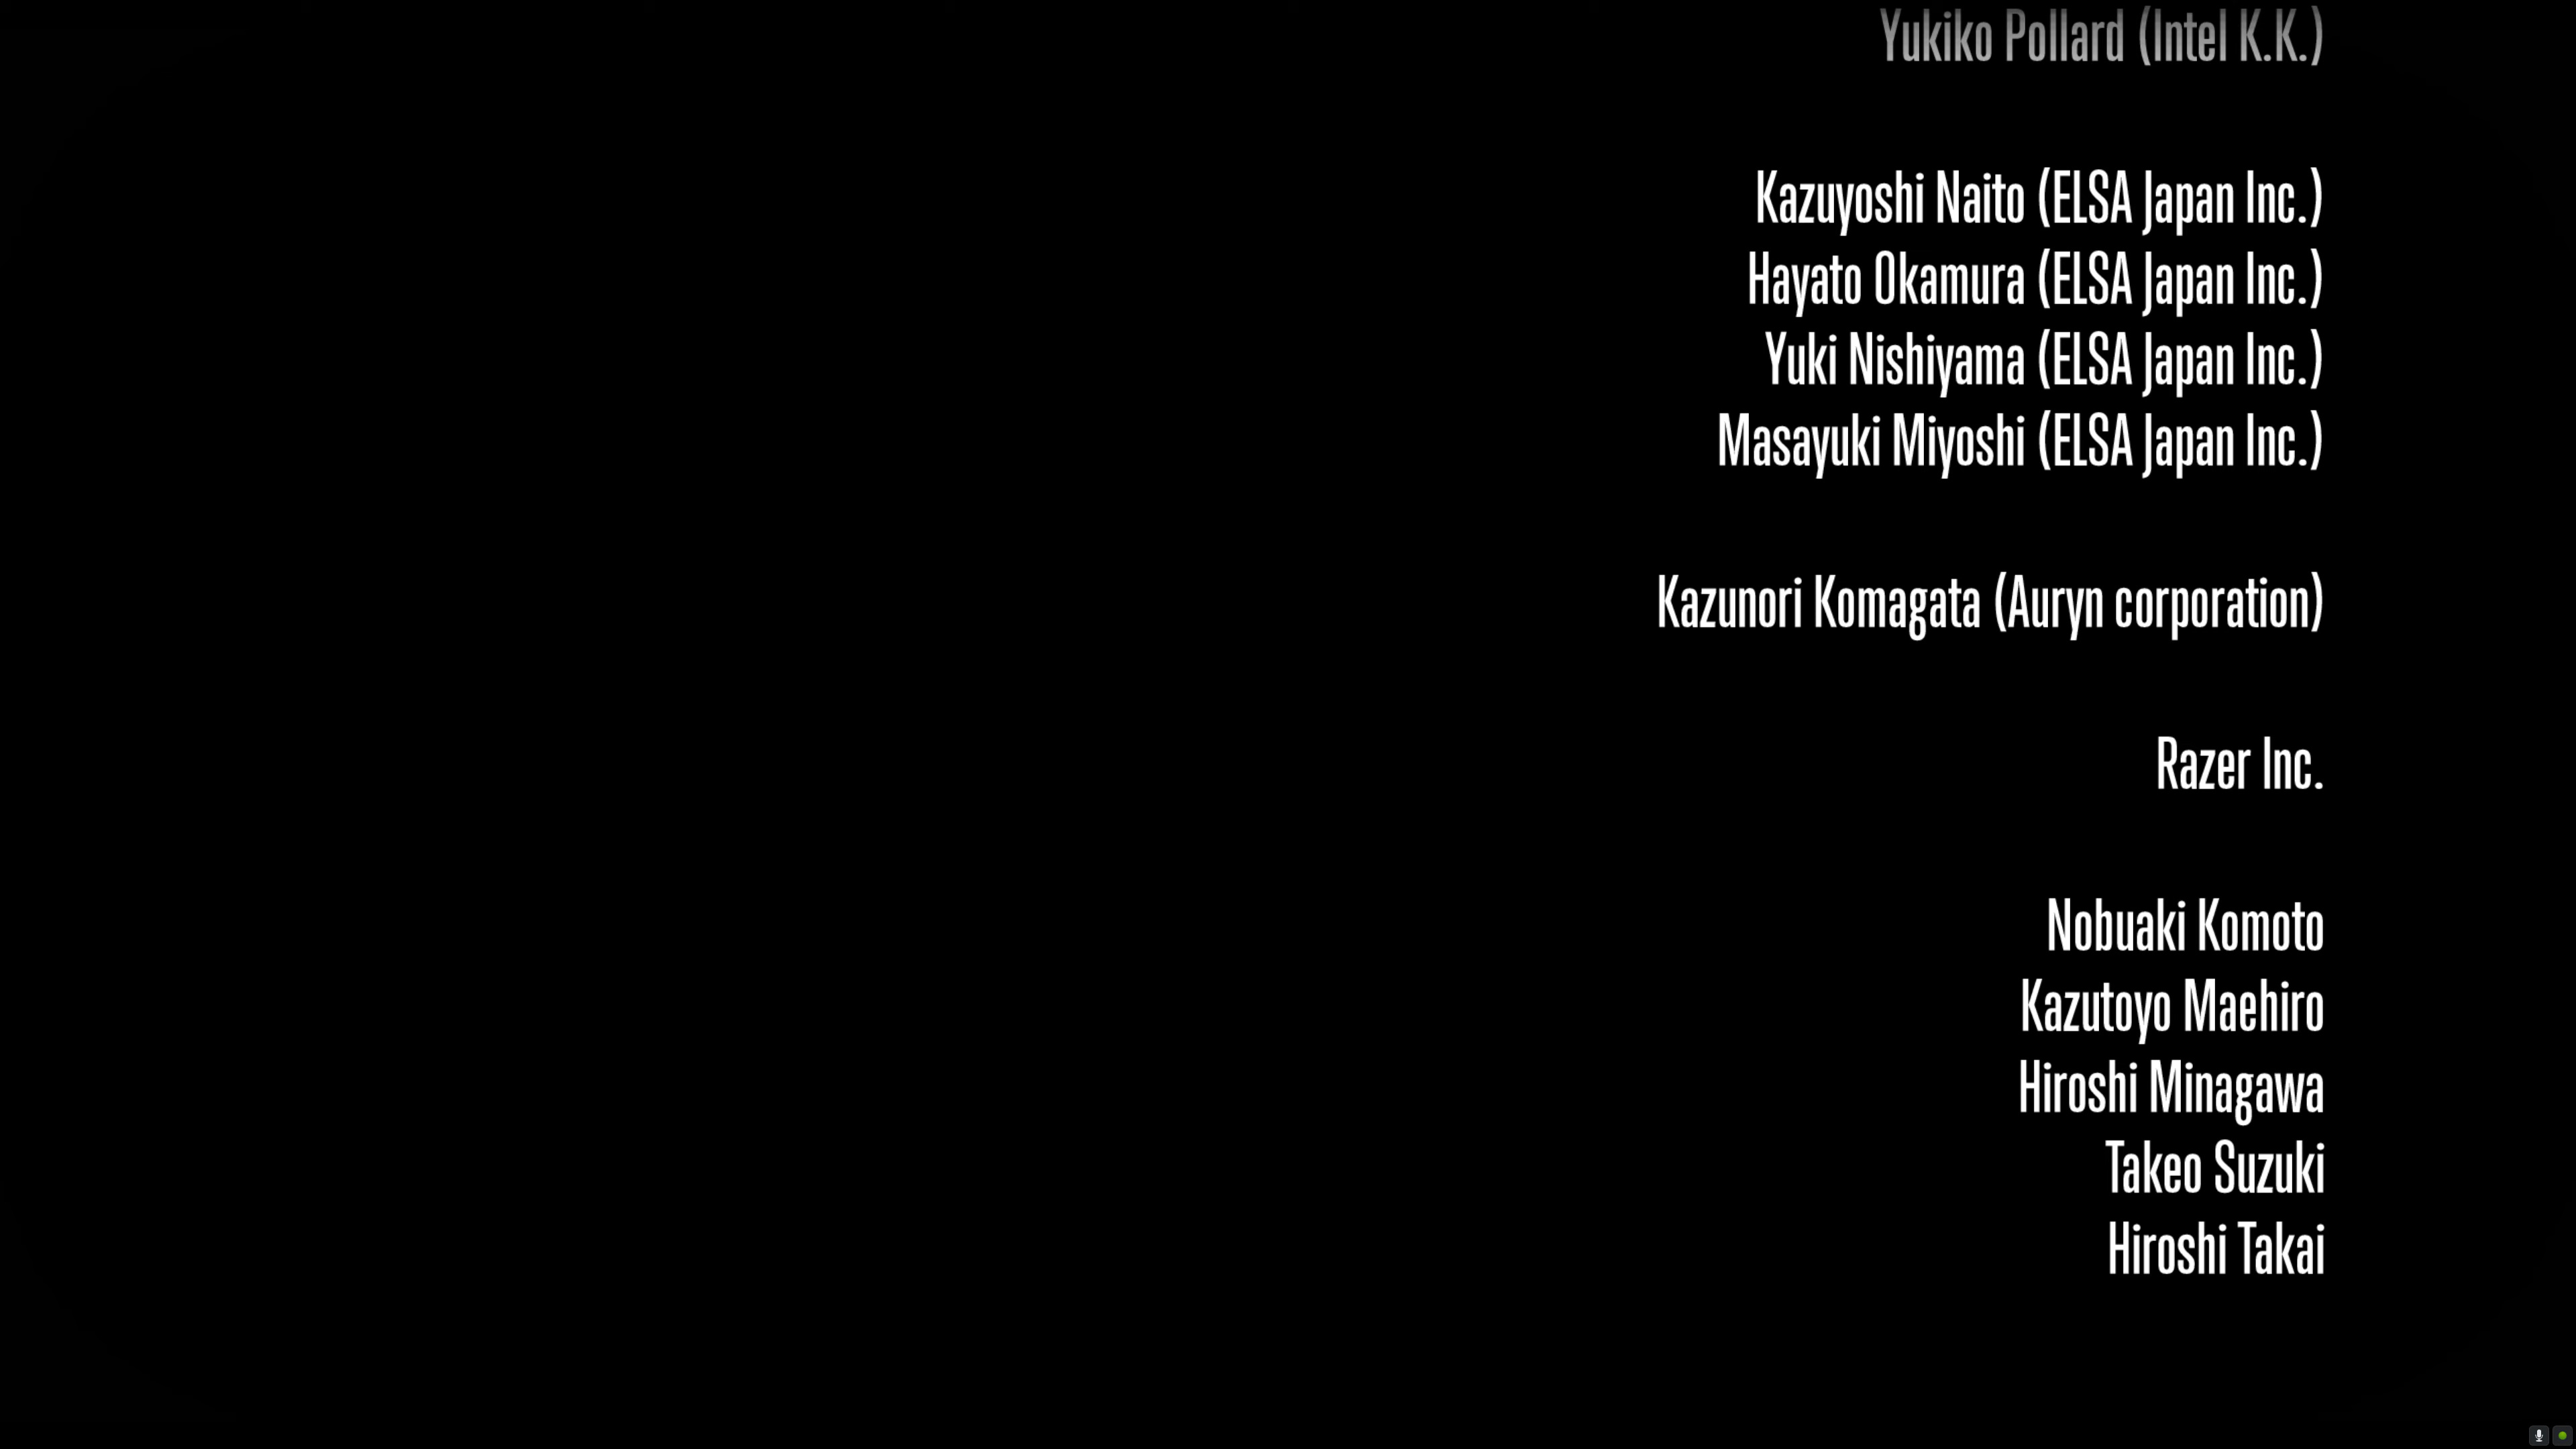 Yukiko Pollard (Intel K.K.)
Kazuyoshi Naito (ELSA Japan Inc.)
Hayato Okamura (ELSA Japan Inc.)
Yuki Nishiyama (ELSA Japan Inc.)
Masayuki Miyoshi (ELSA Japan Inc.)
Kazunori Komagata (Auryn corporation)
Razer Inc.
Nobuaki Komoto
Kazutoyo Maehiro
Hiroshi Minagawa
Takeo Suzuki
Hiroshi Takai